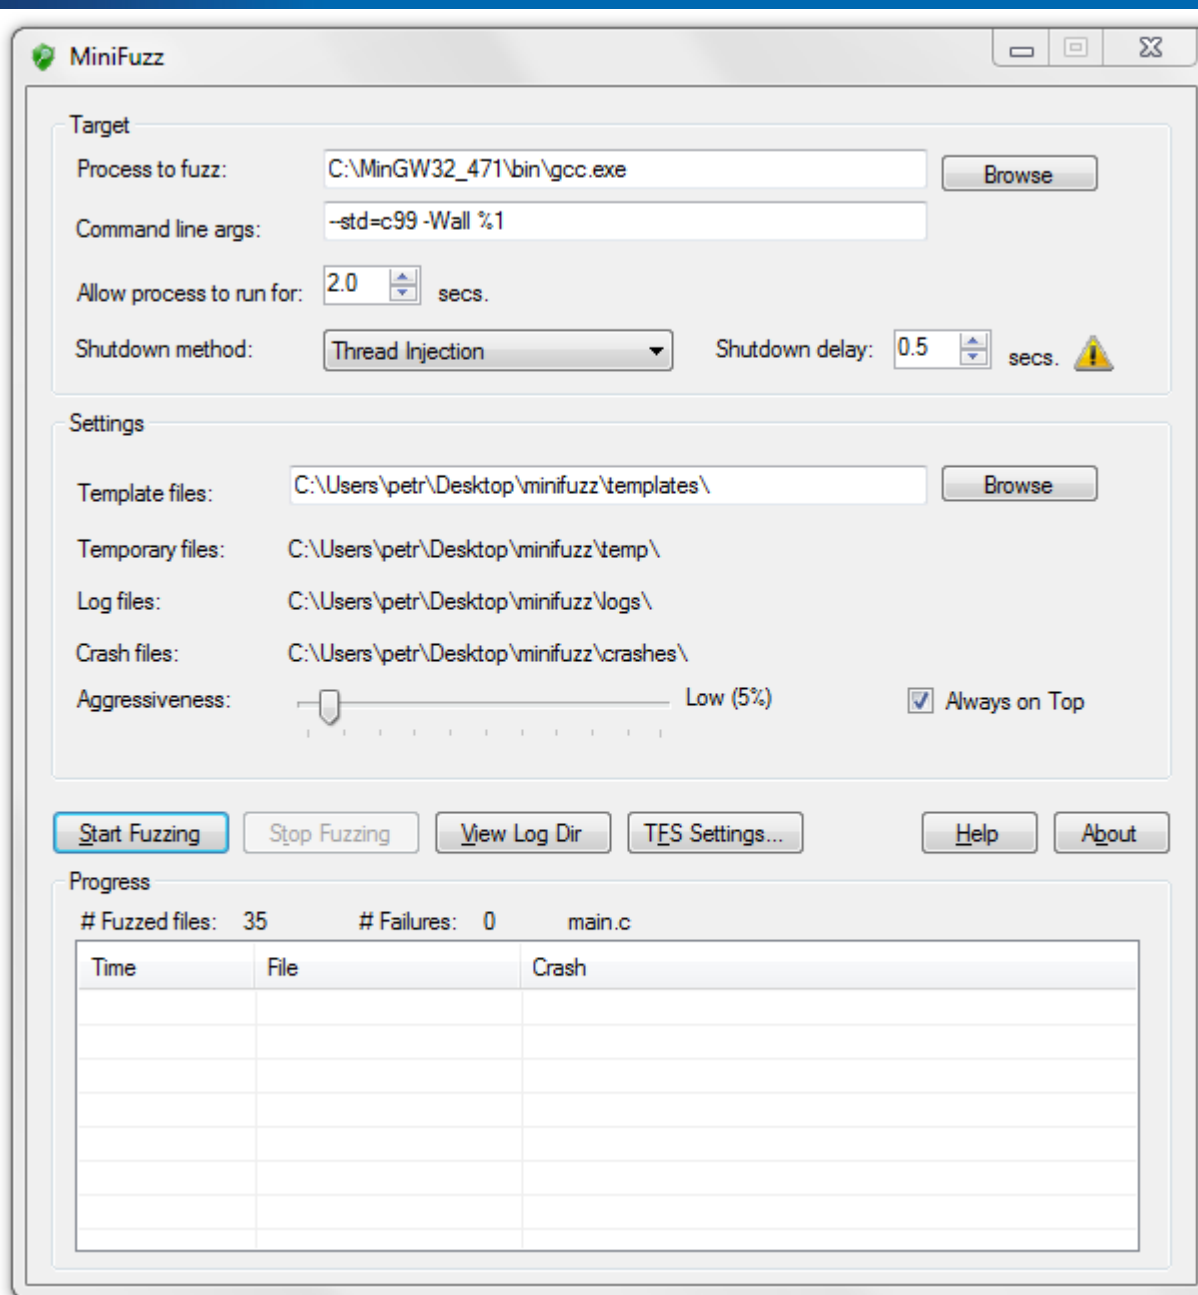 MiniFuzz
Target
Process to fuzz: C:\MinGW32_471\bin\gcc.exe Browse
Command line args: --std=c99 -Wall %1
Allow process to run for: 2.0 secs.
Shutdown method: Thread Injection Shutdown delay: 0.5 secs.
Settings
Template files: C:\Users\petr\Desktop\minifuzz\templates\ Browse
Temporary files: C:\Users\petr\Desktop\minifuzz\temp\
Log files: C:\Users\petr\Desktop\minifuzz\logs\
Crash files: C:\Users\petr\Desktop\minifuzz\crashes\
Aggressiveness: Low (5%) Always on Top
Start Fuzzing Stop Fuzzing View Log Dir TFS Settings... Help About
Progress
# Fuzzed files: 35 # Failures: 0 main.c
Time File Crash